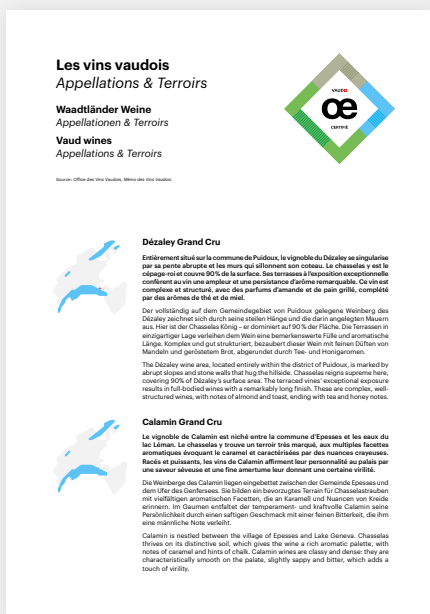 Les vins vaudois
Appellations & Terroirs
Waadtländer Weine
Appellationen & Terroirs
Vaud wines
Appellations & Terroirs
Source: Office des Vins Vaudois, Mémo des Vins Vaudois.
VAUD
œ
CERTIFIÉ
Dézaley Grand Cru
Entièrement situé sur la commune de Puidoux, le vignoble du Dézaley se singularise
par sa pente abrupte et les murs qui sillonnent son coteau. Le chasselas y est le
cépage-roi et couvre 90% de la surface. Ses terrasses à l'exposition exceptionnelle
confèrent au vin une ampleur et une persistance d'arôme remarquable. Ce vin est
complexe et structuré, avec des parfums d'amande et de pain grillé, complété
par des arômes de thé et de miel.
Der vollständig auf dem Gemeindegebiet von Puidoux gelegene Weinberg des
Dézaley zeichnet sich durch seine steilen Hänge und die darin angelegten Mauern
aus. Hier ist der Chasselas König – er dominiert auf 90% der Fläche. Die Terrassen in
einzigartiger Lage verleihen dem Wein eine bemerkenswerte Fülle und aromatische
Länge. Komplex und gut strukturiert, bezaubert dieser Wein mit feinen Düften von
Mandeln und geröstetem Brot, abgerundet durch Tee- und Honigaromen.
The Dézaley wine area, located entirely within the district of Puidoux, is marked by
abrupt slopes and stone walls that hug the hillside. Chasselas reigns supreme here,
covering 90% of Dézaley's surface area. The terraced vines' exceptional exposure
results in full-bodied wines with a remarkably long finish. These are complex, well-
structured wines, with notes of almond and toast, ending with tea and honey notes.
Calamin Grand Cru
Le vignoble de Calamin est niché entre la commune d'Epesses et les eaux du
lac Léman. Le chasselas y trouve un terroir très marqué, aux multiples facettes
aromatiques évoquant le caramel et caractérisées par des nuances crayeuses.
Racés et puissants, les vins de Calamin affirment leur personnalité au palais par
une saveur séveuse et une fine amertume leur donnant une certaine virilité.
Die Weinberge des Calamin liegen eingebettet zwischen der Gemeinde Epesses und
dem Ufer des Genfersees. Sie bilden ein bevorzugtes Terrain für Chasselastrauben
mit vielfältigen aromatischen Facetten, die an Karamell und Nuancen von Kreide
erinnern. Im Gaumen entfaltet der temperament- und kraftvolle Calamin seine
Persönlichkeit durch einen saftigen Geschmack mit einer feinen Bitterkeit, die ihm
eine männliche Note verleiht.
Calamin is nestled between the village of Epesses and Lake Geneva. Chasselas
thrives on its distinctive soil, which gives the wine a rich aromatic palette, with
notes of caramel and hints of chalk. Calamin wines are classy and dense: they are
characteristically smooth on the palate, slightly sappy and bitter, which adds a
touch of virility.